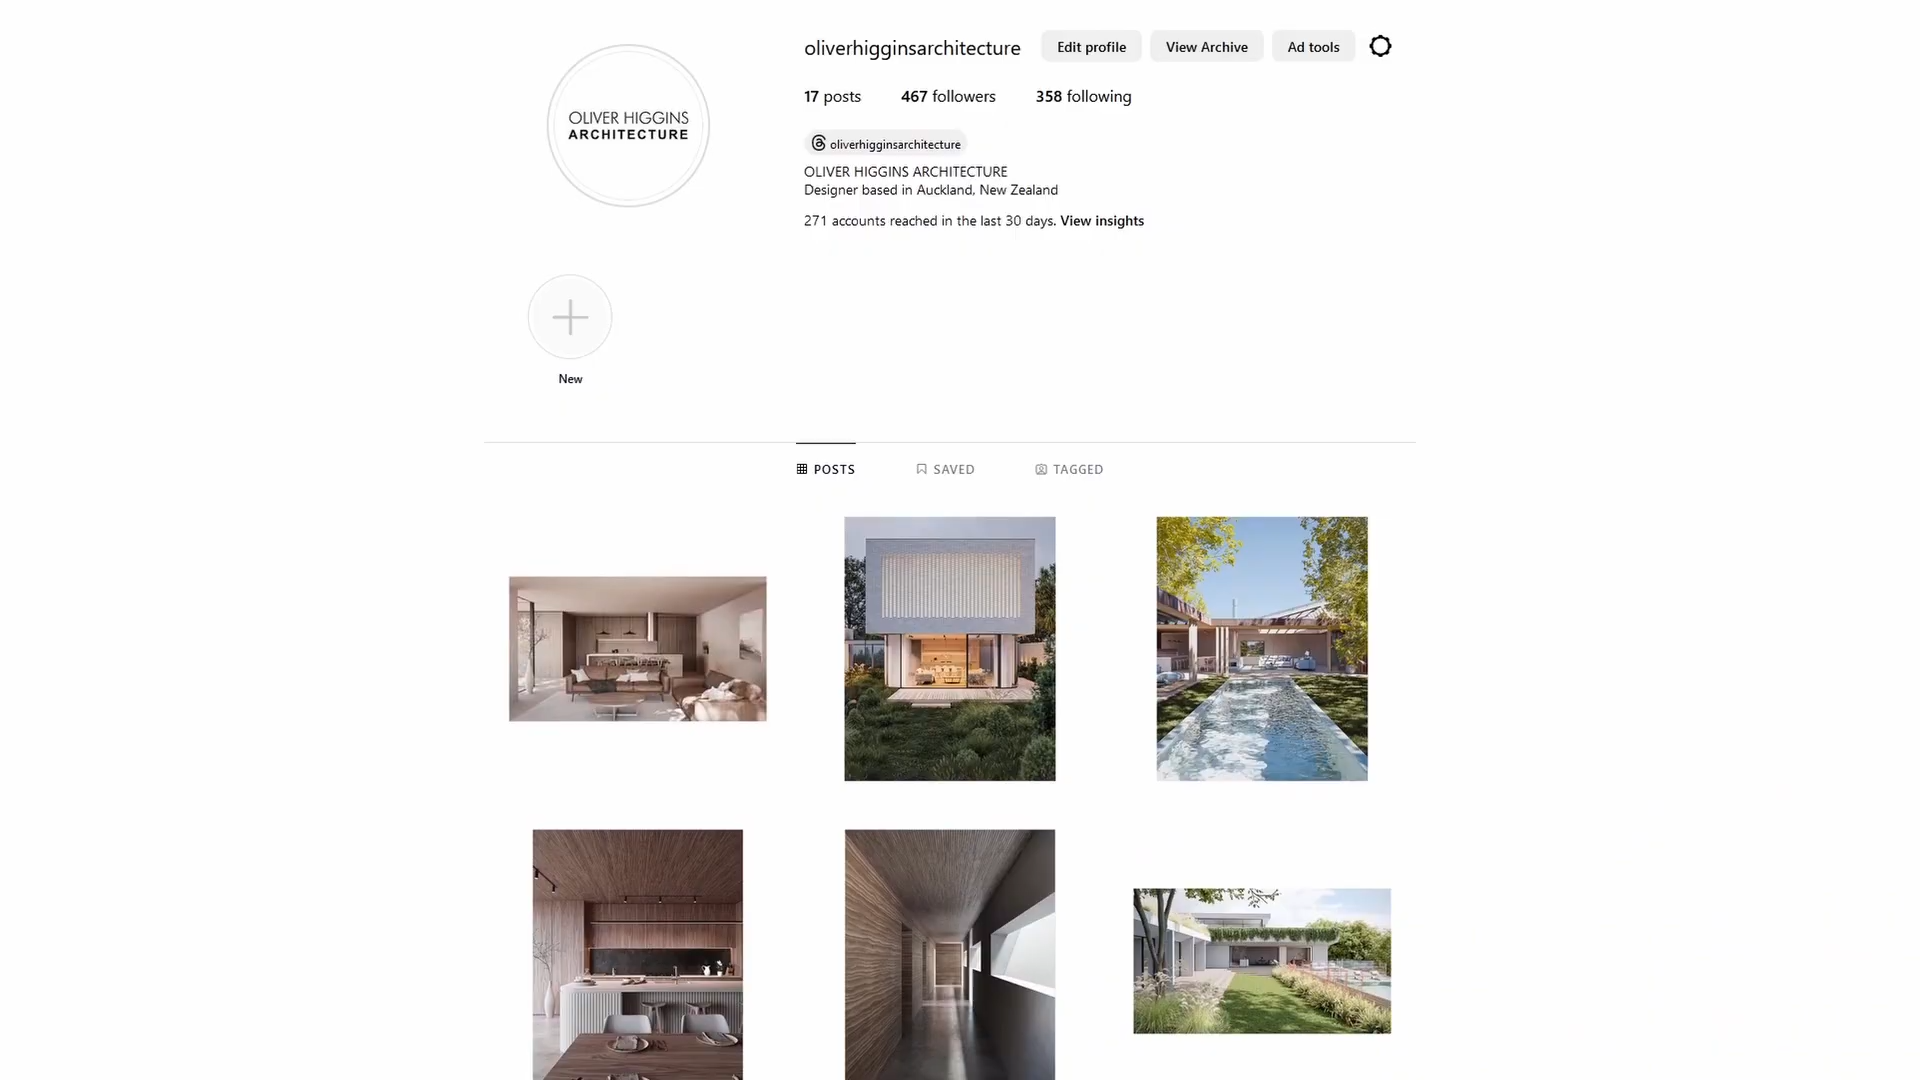 oliverhigginsarchitecture Edit profile View Archive Ad tools
17 posts 467 followers 358 following
OLIVER HIGGINS
ARCHITECTURE
oliverhigginsarchitecture
OLIVER HIGGINS ARCHITECTURE
Designer based in Auckland, New Zealand
271 accounts reached in the last 30 days. View insights
New
POSTS SAVED TAGGED